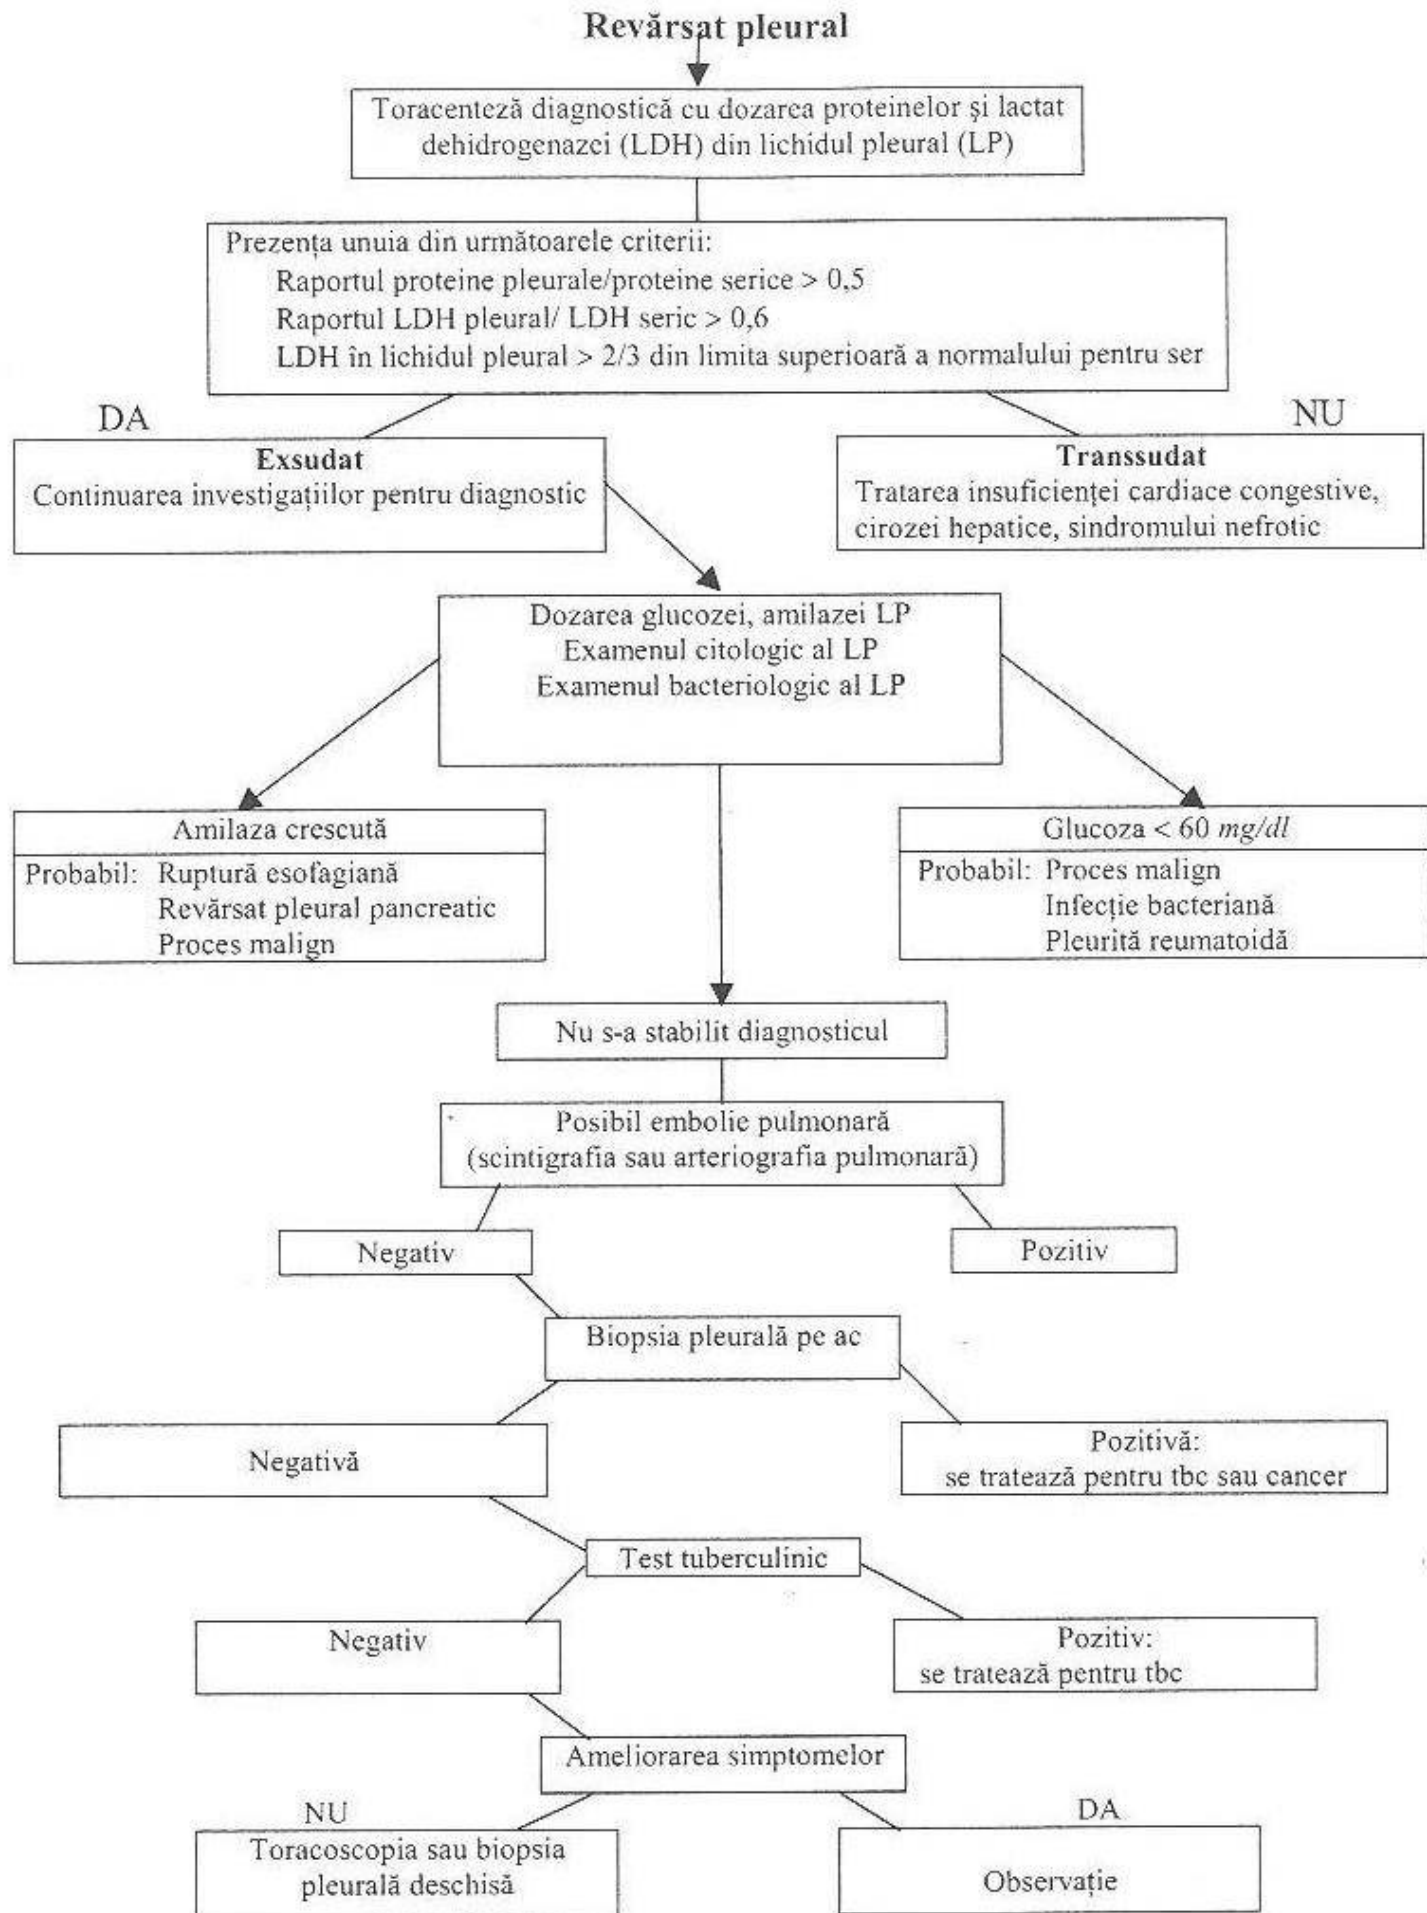 Revărsat pleural
Toracenteză diagnostică cu dozarea proteinelor şi lactat
dehidrogenazei (LDH) din lichidul pleural (LP)
Prezenţa unuia din următoarele criterii:
Raportul proteine pleurale/proteine serice > 0,5
Raportul LDH pleural/ LDH seric > 0,6
LDH în lichidul pleural > 2/3 din limita superioară a normalului pentru ser
DA
NU
Exsudat
Continuarea investigaţiilor pentru diagnostic
Transsudat
Tratarea insuficienţei cardiace congestive,
cirozei hepatice, sindromului nefrotic
Dozarea glucozei, amilazei LP
Examenul citologic al LP
Examenul bacteriologic al LP
Amilaza crescută
Probabil: Ruptură esofagiană
Revărsat pleural pancreatic
Proces malign
Glucoza < 60 mg/dl
Probabil: Proces malign
Infecţie bacteriană
Pleurită reumatoidă
Nu s-a stabilit diagnosticul
Posibil embolie pulmonară
(scintigrafia sau arteriografia pulmonară)
Negativ
Pozitiv
Biopsia pleurală pe ac
Negativă
Pozitivă:
se tratează pentru tbc sau cancer
Test tuberculinic
Negativ
Pozitiv:
se tratează pentru tbc
Ameliorarea simptomelor
NU
DA
Toracoscopia sau biopsia
pleurală deschisă
Observaţie